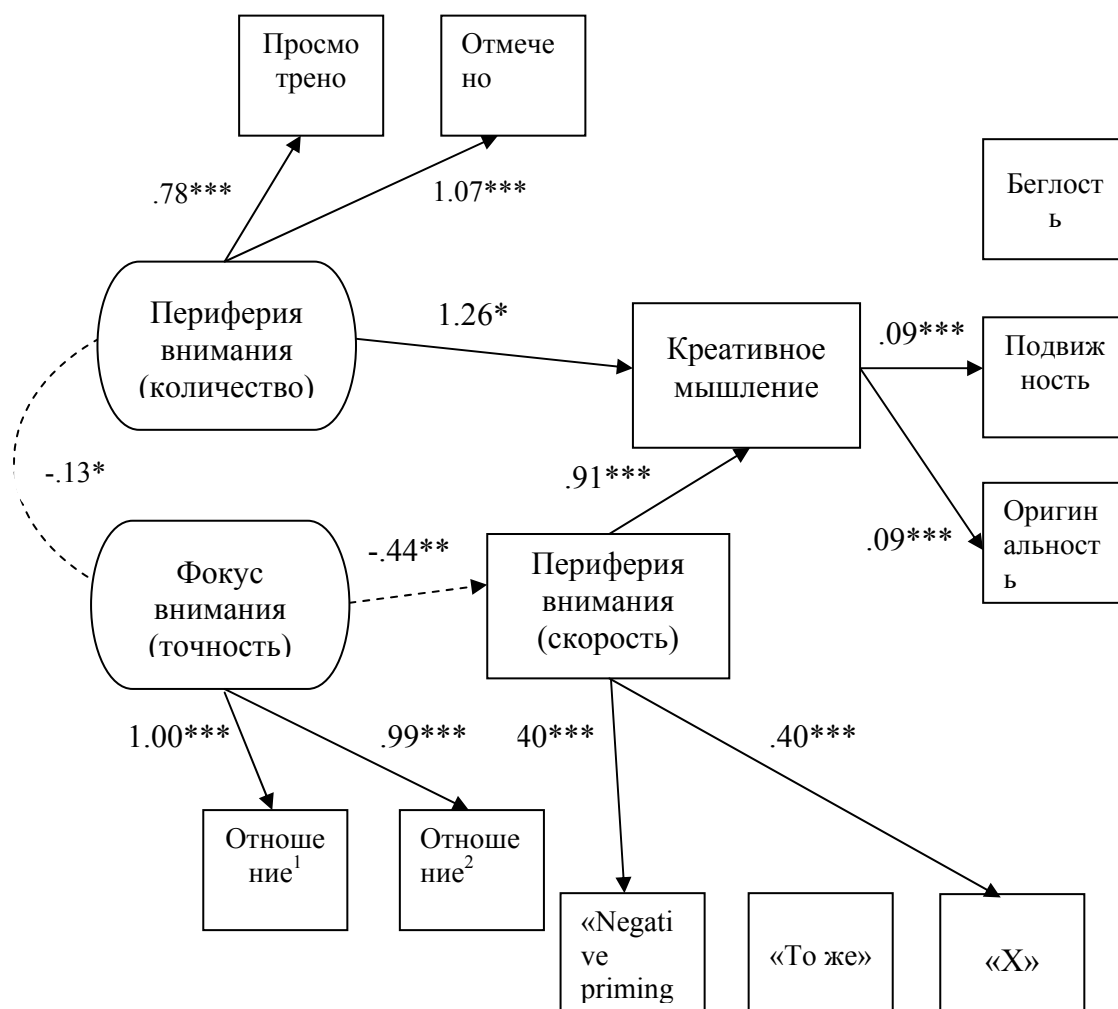 Просмо
трено
Отмече
но
.78***
1.07***
Беглост
ь
Периферия
внимания
(количество)
1.26*
Креативное
мышление
.09***
Подвиж
ность
-.13*
.91***
.09***
Оригин
альност
ь
Фокус
внимания
(точность)
-.44**
Периферия
внимания
(скорость)
1.00***
.99***
40***
.40***
Отноше
ние¹
Отноше
ние²
«Negati
ve
priming
«То же»
«Х»